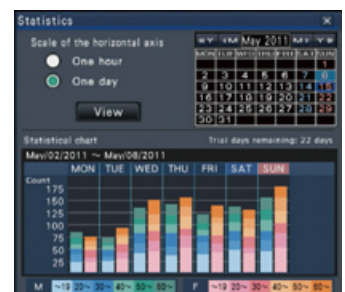 Statistics ×
Scale of the horizontal axis
One hour
One day
View
◄Y ◄M May 2011 M► Y►
MON TUE WED THU FRI SAT SUN
1
2 3 4 5 6 7 8
9 10 11 12 13 14 15
16 17 18 19 20 21 22
23 24 25 26 27 28 29
30 31
Statistical chart Trial days remaining: 22 days
May/02/2011 ~ May/08/2011
MON TUE WED THU FRI SAT SUN
Count
175
150
125
100
75
50
25
M ~19 20~ 30~ 40~ 50~ 60~ F ~19 20~ 30~ 40~ 50~ 60~